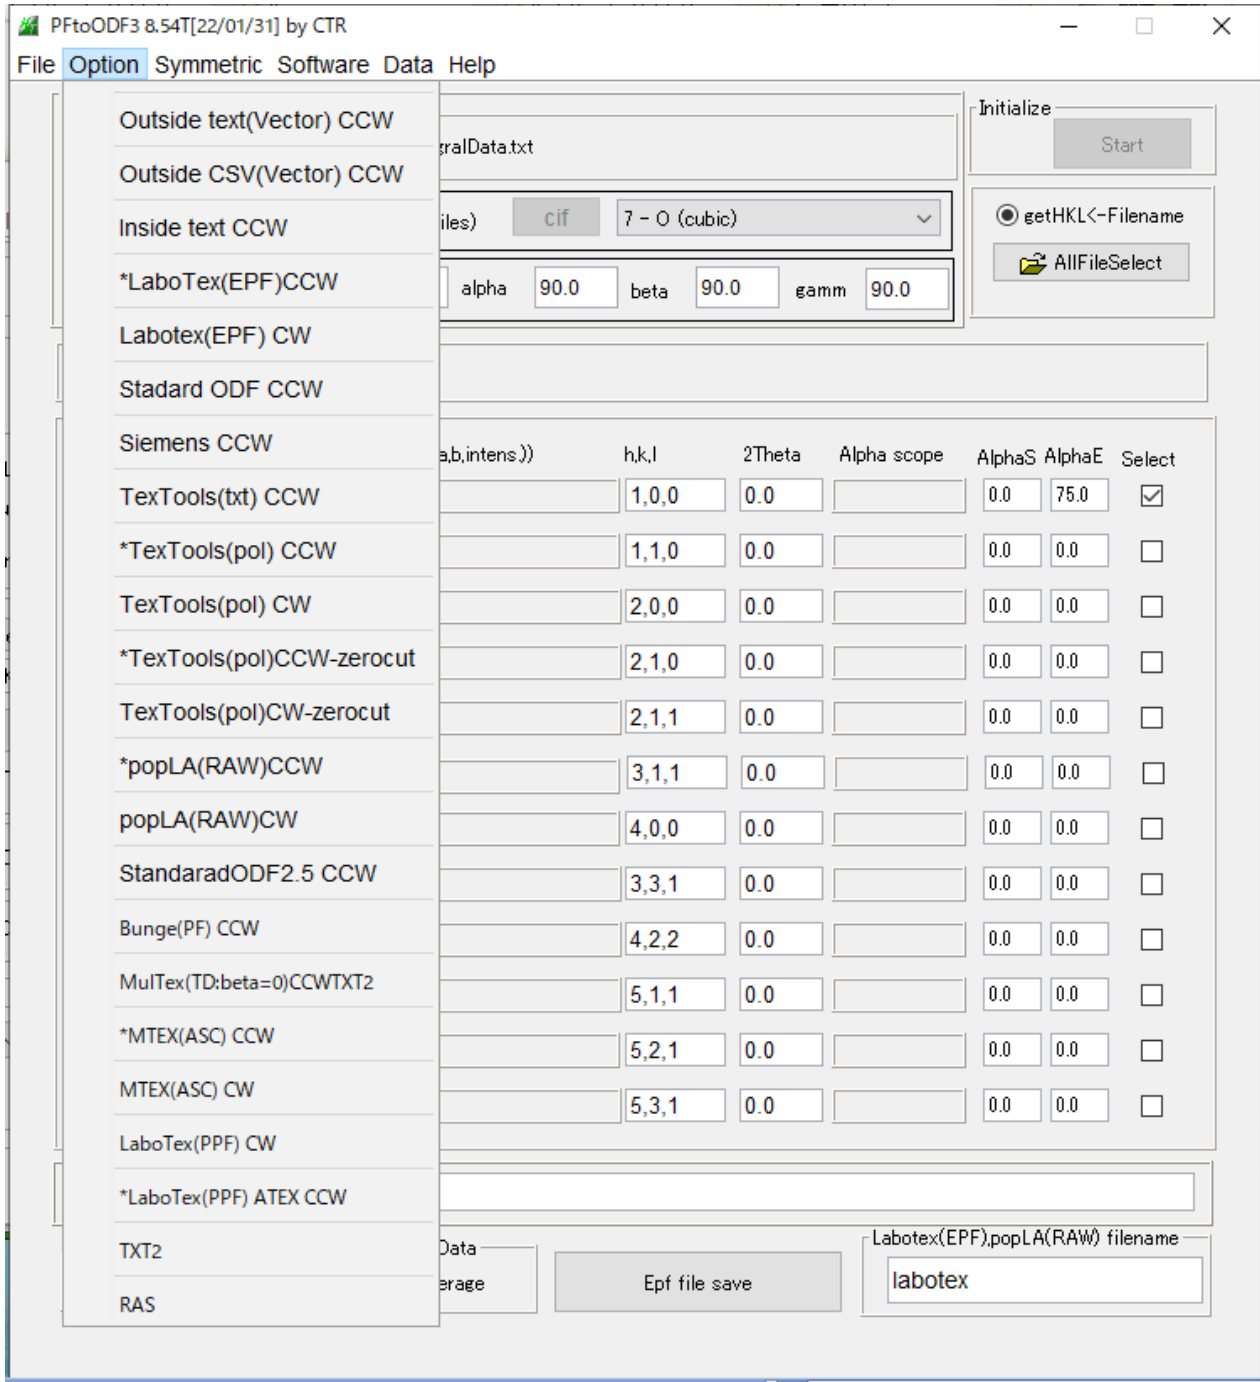 PFtoODF3 8.54T[22/01/31] by CTR
File Option Symmetric Software Data Help
Outside text(Vector) CCW
Outside CSV(Vector) CCW
Inside text CCW
*LaboTex(EPF)CCW
Labotex(EPF) CW
Stadard ODF CCW
Siemens CCW
TexTools(txt) CCW
*TexTools(pol) CCW
TexTools(pol) CW
*TexTools(pol)CCW-zerocut
TexTools(pol)CW-zerocut
*popLA(RAW)CCW
popLA(RAW)CW
StandaradODF2.5 CCW
Bunge(PF) CCW
MulTex(TD:beta=0)CCWTXT2
*MTEX(ASC) CCW
MTEX(ASC) CW
LaboTex(PPF) CW
*LaboTex(PPF) ATEX CCW
TXT2
RAS
gralData.txt
Initialize
Start
iles) cif 7 - O (cubic)
getHKL<-Filename
AllFileSelect
alpha 90.0 beta 90.0 gamm 90.0
a,b,intens.)) h,k,l 2Theta Alpha scope AlphaS AlphaE Select
1,0,0 0.0 0.0 75.0
1,1,0 0.0 0.0 0.0
2,0,0 0.0 0.0 0.0
2,1,0 0.0 0.0 0.0
2,1,1 0.0 0.0 0.0
3,1,1 0.0 0.0 0.0
4,0,0 0.0 0.0 0.0
3,3,1 0.0 0.0 0.0
4,2,2 0.0 0.0 0.0
5,1,1 0.0 0.0 0.0
5,2,1 0.0 0.0 0.0
5,3,1 0.0 0.0 0.0
Data
erage
Epf file save
Labotex(EPF),popLA(RAW) filename
labotex